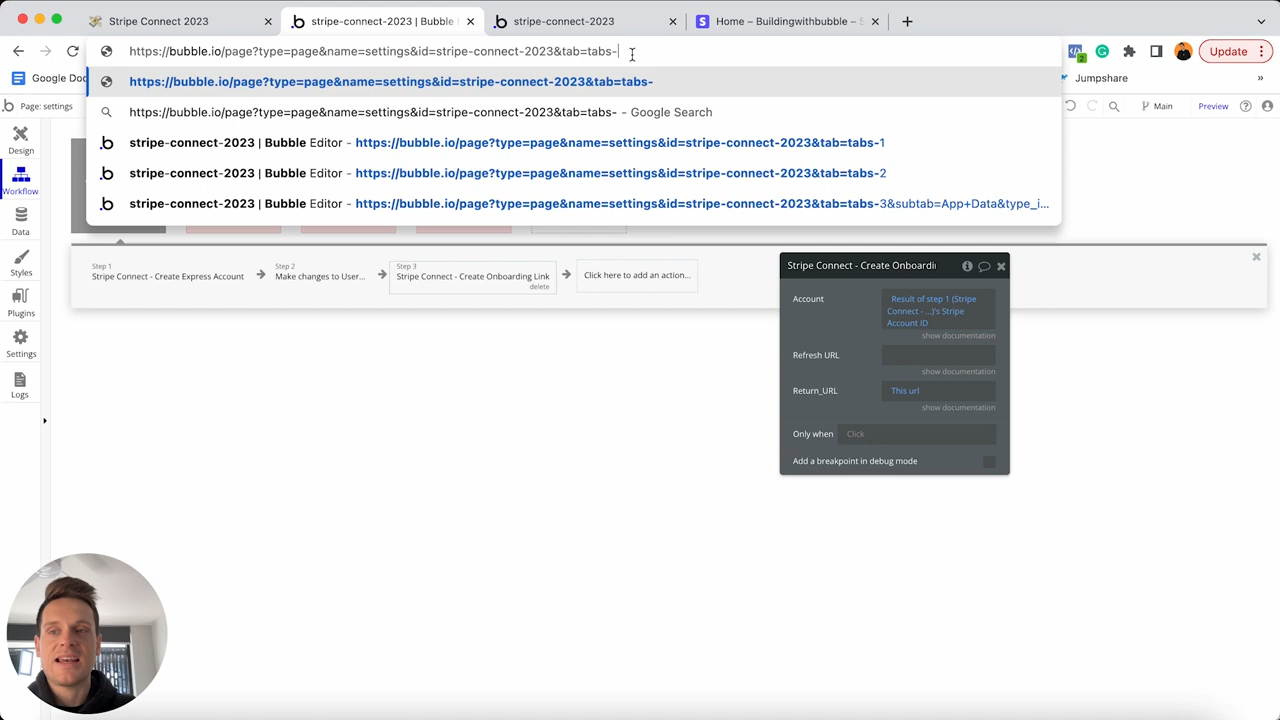 Stripe Connect 2023
stripe-connect-2023 | Bubble
stripe-connect-2023
Home – Buildingwithbubble – S
https://bubble.io/page?type=page&name=settings&id=stripe-connect-2023&tab=tabs-
Update
2
Google Doc
https://bubble.io/page?type=page&name=settings&id=stripe-connect-2023&tab=tabs-
Jumpshare
»
Page: settings
https://bubble.io/page?type=page&name=settings&id=stripe-connect-2023&tab=tabs- - Google Search
Main
Preview
stripe-connect-2023 | Bubble Editor - https://bubble.io/page?type=page&name=settings&id=stripe-connect-2023&tab=tabs-1
stripe-connect-2023 | Bubble Editor - https://bubble.io/page?type=page&name=settings&id=stripe-connect-2023&tab=tabs-2
stripe-connect-2023 | Bubble Editor - https://bubble.io/page?type=page&name=settings&id=stripe-connect-2023&tab=tabs-3&subtab=App+Data&type_i...
Design
Workflow
Data
Styles
Plugins
Settings
Logs
Step 1
Stripe Connect - Create Express Account
Step 2
Make changes to User...
Step 3
Stripe Connect - Create Onboarding Link
delete
Click here to add an action...
Stripe Connect - Create Onboardi
Account
Result of step 1 (Stripe
Connect - ...)'s Stripe
Account ID
show documentation
Refresh URL
show documentation
Return_URL
This url
show documentation
Only when
Click
Add a breakpoint in debug mode